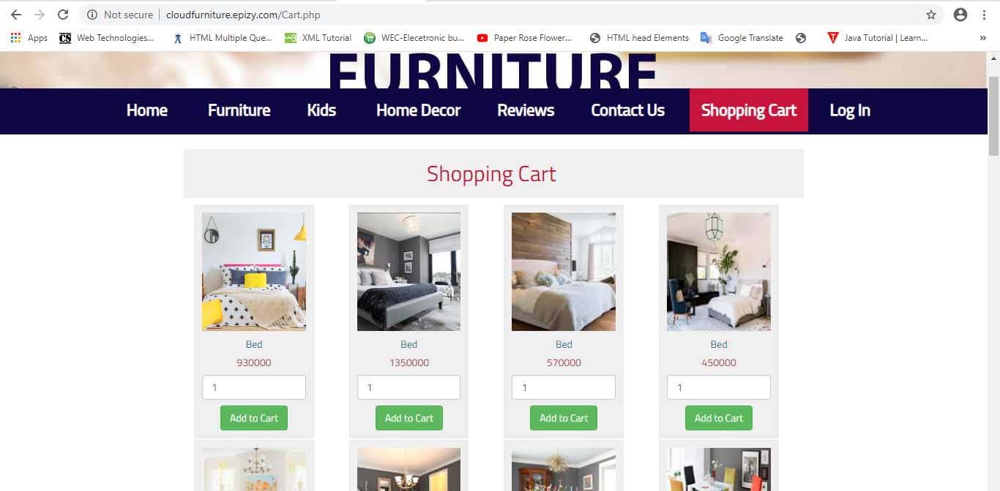 Not secure | cloudfurniture.epizy.com/Cart.php
Apps CS Web Technologies... HTML Multiple Que... w3 XML Tutorial WEC-Elecetronic bu... Paper Rose Flower... HTML head Elements Google Translate T Java Tutorial | Learn... »
FURNITURE
Home Furniture Kids Home Decor Reviews Contact Us Shopping Cart Log In
Shopping Cart
Bed Bed Bed Bed
930000 1350000 570000 450000
1 1 1 1
Add to Cart Add to Cart Add to Cart Add to Cart